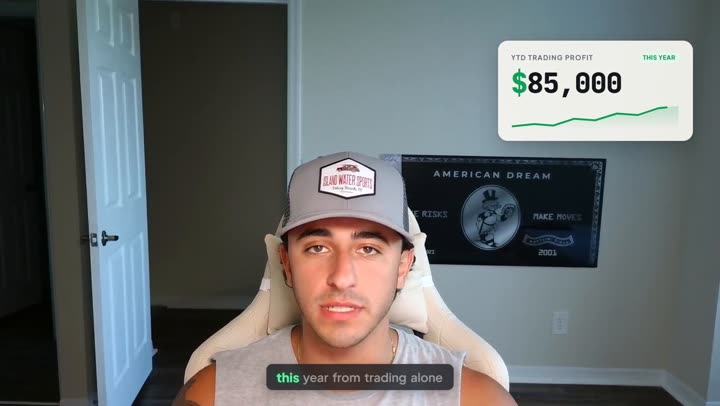 YTD TRADING PROFIT
THIS YEAR
$85,000
AMERICAN DREAM
RISKS
MAKE MOVES
2001
ISLAND WATER SPORTS
this year from trading alone